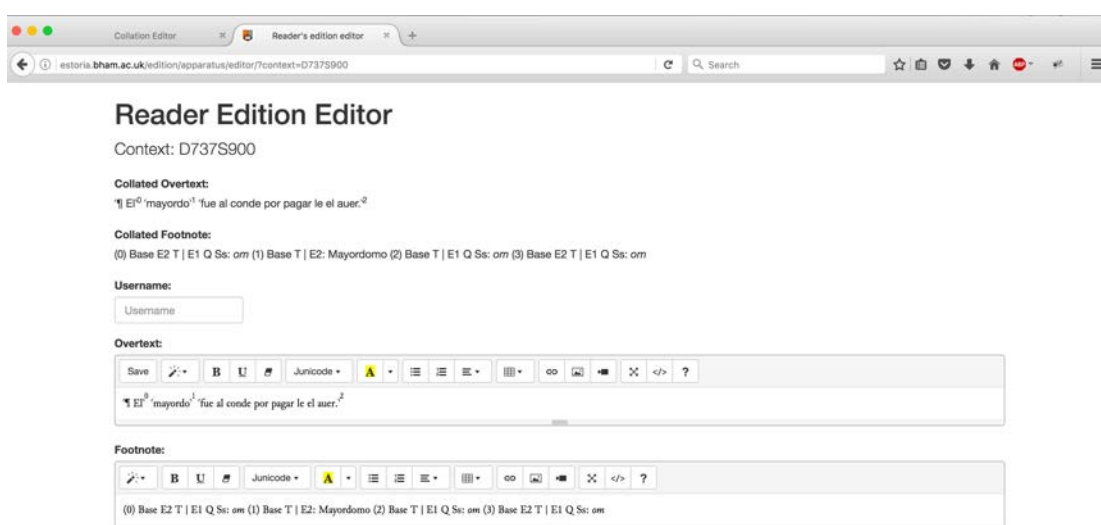 Collation Editor
Reader's edition editor
estoria.bham.ac.uk/edition/apparatus/editor/?context=D737S900
Search
ABP
Reader Edition Editor
Context: D737S900
Collated Overtext:
'¶ El'0 'mayordo'1 'fue al conde por pagar le el auer.'2
Collated Footnote:
(0) Base E2 T | E1 Q Ss: om (1) Base T | E2: Mayordomo (2) Base T | E1 Q Ss: om (3) Base E2 T | E1 Q Ss: om
Username:
Username
Overtext:
Save B U Junicode A ?
'¶ El'0 'mayordo'1 'fue al conde por pagar le el auer.'2
Footnote:
B U Junicode A ?
(0) Base E2 T | E1 Q Ss: om (1) Base T | E2: Mayordomo (2) Base T | E1 Q Ss: om (3) Base E2 T | E1 Q Ss: om